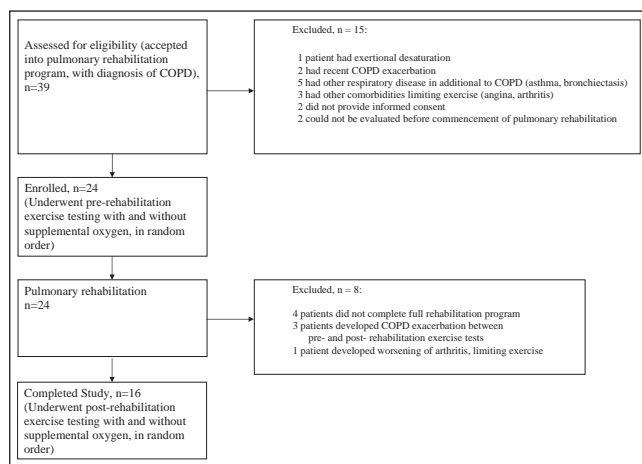 Assessed for eligibility (accepted
into pulmonary rehabilitation
program, with diagnosis of COPD),
n=39
Excluded, n = 15:
1 patient had exertional desaturation
2 had recent COPD exacerbation
5 had other respiratory disease in additional to COPD (asthma, bronchiectasis)
3 had other comorbidities limiting exercise (angina, arthritis)
2 did not provide informed consent
2 could not be evaluated before commencement of pulmonary rehabilitation
Enrolled, n=24
(Underwent pre-rehabilitation
exercise testing with and without
supplemental oxygen, in random
order)
Pulmonary rehabilitation
n=24
Excluded, n = 8:
4 patients did not complete full rehabilitation program
3 patients developed COPD exacerbation between
pre- and post- rehabilitation exercise tests
1 patient developed worsening of arthritis, limiting exercise
Completed Study, n=16
(Underwent post-rehabilitation
exercise testing with and without
supplemental oxygen, in random
order)